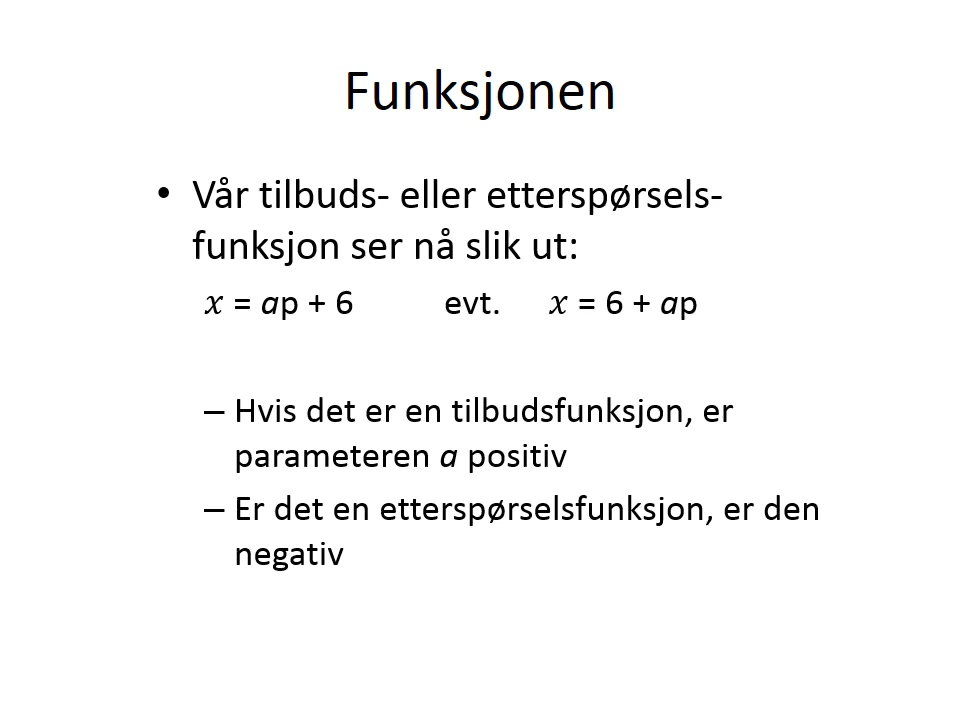 Funksjonen
• Vår tilbuds- eller etterspørsels-
funksjon ser nå slik ut:
𝑥 = ap + 6 evt. 𝑥 = 6 + ap
– Hvis det er en tilbudsfunksjon, er
parameteren a positiv
– Er det en etterspørselsfunksjon, er den
negativ